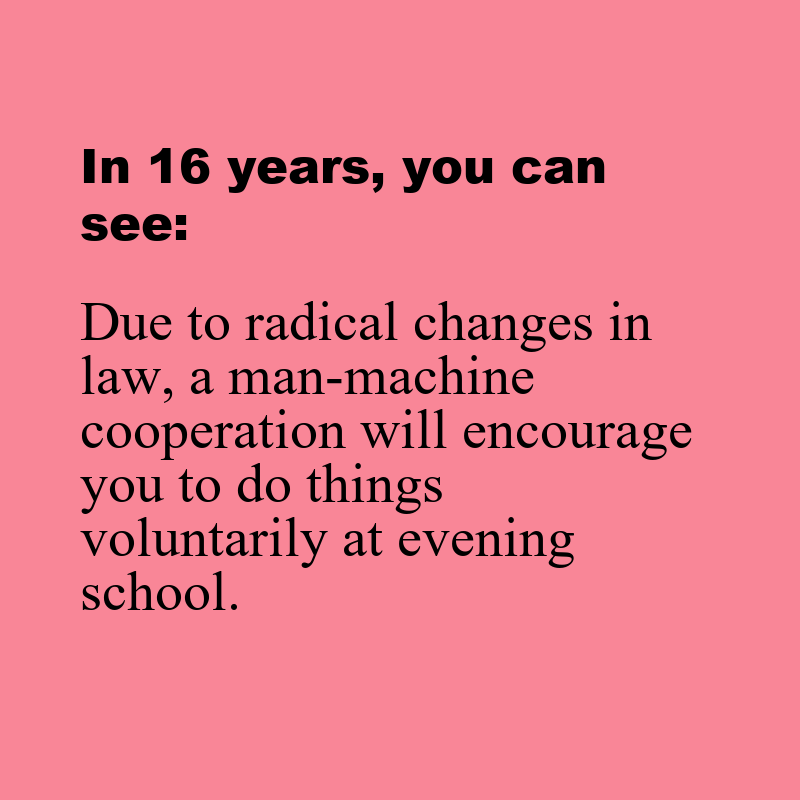 In 16 years, you can
see:
Due to radical changes in
law, a man-machine
cooperation will encourage
you to do things
voluntarily at evening
school.